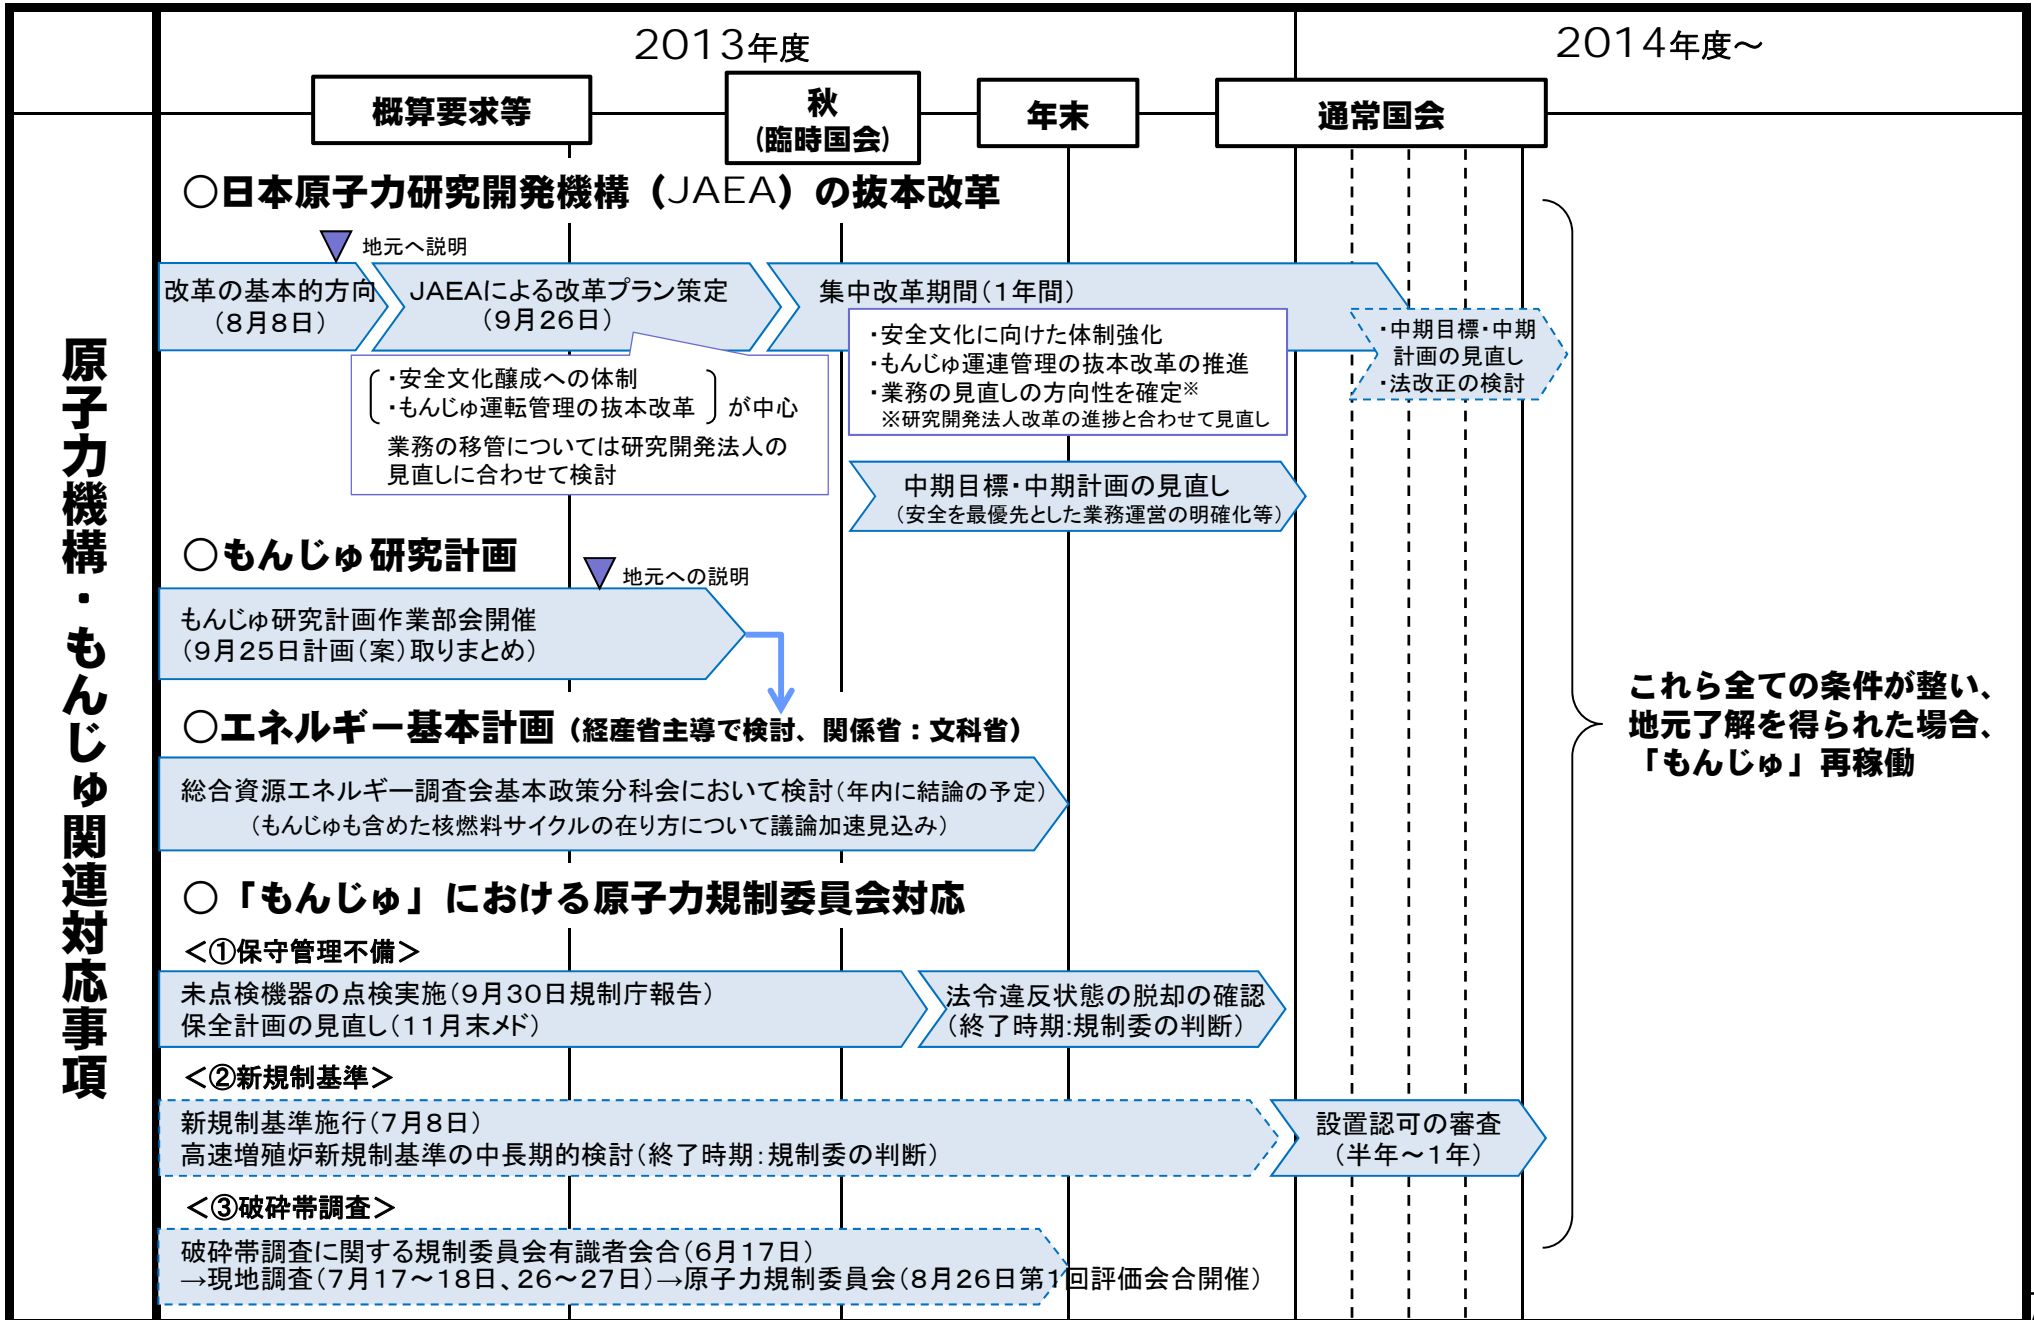 2013年度
2014年度～
概算要求等
秋
(臨時国会)
年末
通常国会
原子力機構・もんじゅ関連対応事項
○日本原子力研究開発機構（JAEA）の抜本改革
地元へ説明
改革の基本的方向
（8月8日）
JAEAによる改革プラン策定
（9月26日）
集中改革期間（1年間）
・安全文化醸成への体制
・もんじゅ運転管理の抜本改革
が中心
業務の移管については研究開発法人の
見直しに合わせて検討
・安全文化に向けた体制強化
・もんじゅ運連管理の抜本改革の推進
・業務の見直しの方向性を確定※
※研究開発法人改革の進捗と合わせて見直し
・中期目標・中期
計画の見直し
・法改正の検討
中期目標・中期計画の見直し
（安全を最優先とした業務運営の明確化等）
○もんじゅ研究計画
地元への説明
もんじゅ研究計画作業部会開催
（9月25日計画（案）取りまとめ）
○エネルギー基本計画（経産省主導で検討、関係省：文科省）
総合資源エネルギー調査会基本政策分科会において検討（年内に結論の予定）
（もんじゅも含めた核燃料サイクルの在り方について議論加速見込み）
○「もんじゅ」における原子力規制委員会対応
＜①保守管理不備＞
未点検機器の点検実施（9月30日規制庁報告）
保全計画の見直し（11月末メド）
法令違反状態の脱却の確認
（終了時期:規制委の判断）
＜②新規制基準＞
新規制基準施行（7月8日）
高速増殖炉新規制基準の中長期的検討（終了時期：規制委の判断）
設置認可の審査
（半年～1年）
＜③破砕帯調査＞
破砕帯調査に関する規制委員会有識者会合（6月17日）
→現地調査（7月17～18日、26～27日）→原子力規制委員会（8月26日第1回評価会合開催）
これら全ての条件が整い、
地元了解を得られた場合、
「もんじゅ」再稼働